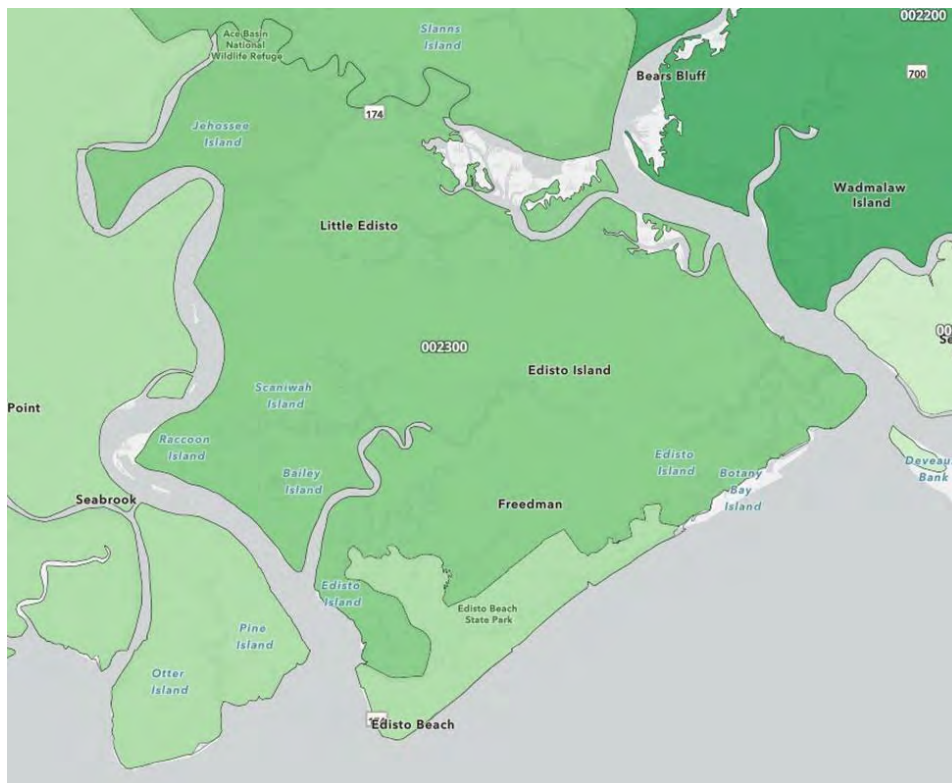 002200
Slanns
Island
Ace Basin
National
Wildlife Refuge
Bears Bluff
700
174
Jehossee
Island
Wadmalaw
Island
Little Edisto
002300
Edisto Island
Scaniwah
Island
Point
Raccoon
Island
Bailey
Island
Edisto
Island
Botany
Bay
Island
Deveau
Bank
Seabrook
Freedman
Edisto
Island
Edisto Beach
State Park
Pine
Island
Otter
Island
Edisto Beach